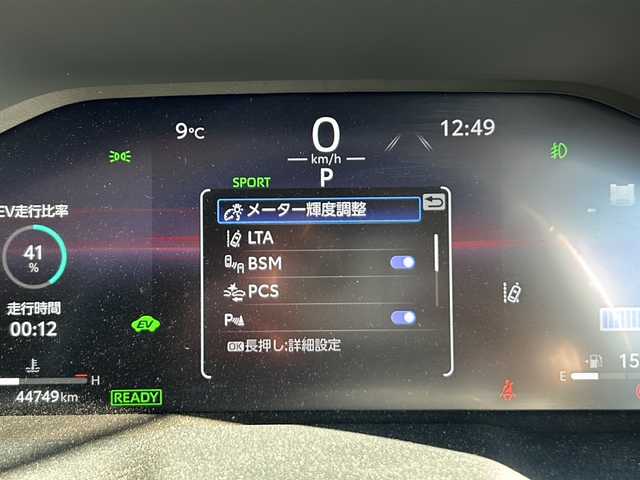 9℃
0
km/h
12:49
P
SPORT
メーター輝度調整
LTA
BSM
PCS
P
OK長押し:詳細設定
EV走行比率
41
%
走行時間
00:12
EV
H
44749km
READY
E
15